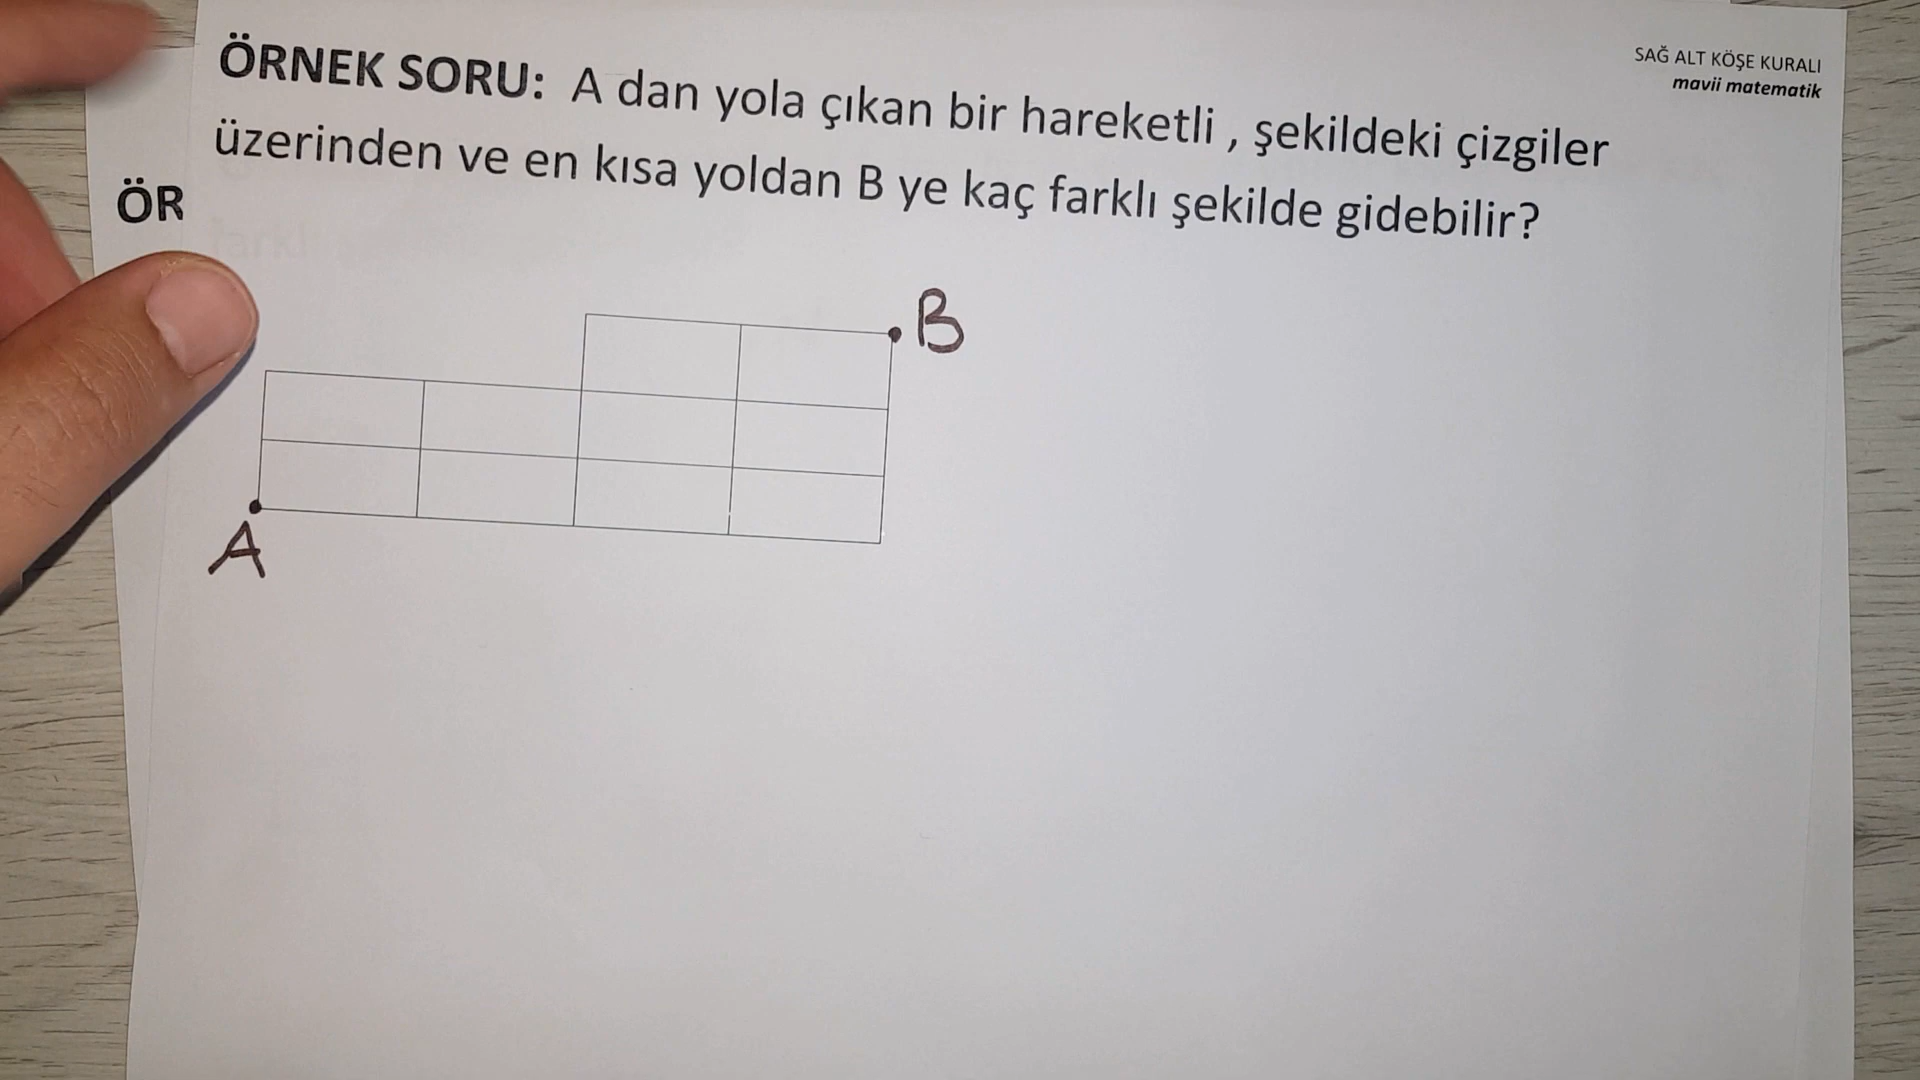 SAĞ ALT KÖŞE KURALI
mavii matematik
ÖRNEK SORU: A dan yola çıkan bir hareketli , şekildeki çizgiler
üzerinden ve en kısa yoldan B ye kaç farklı şekilde gidebilir?
ÖR
B
A